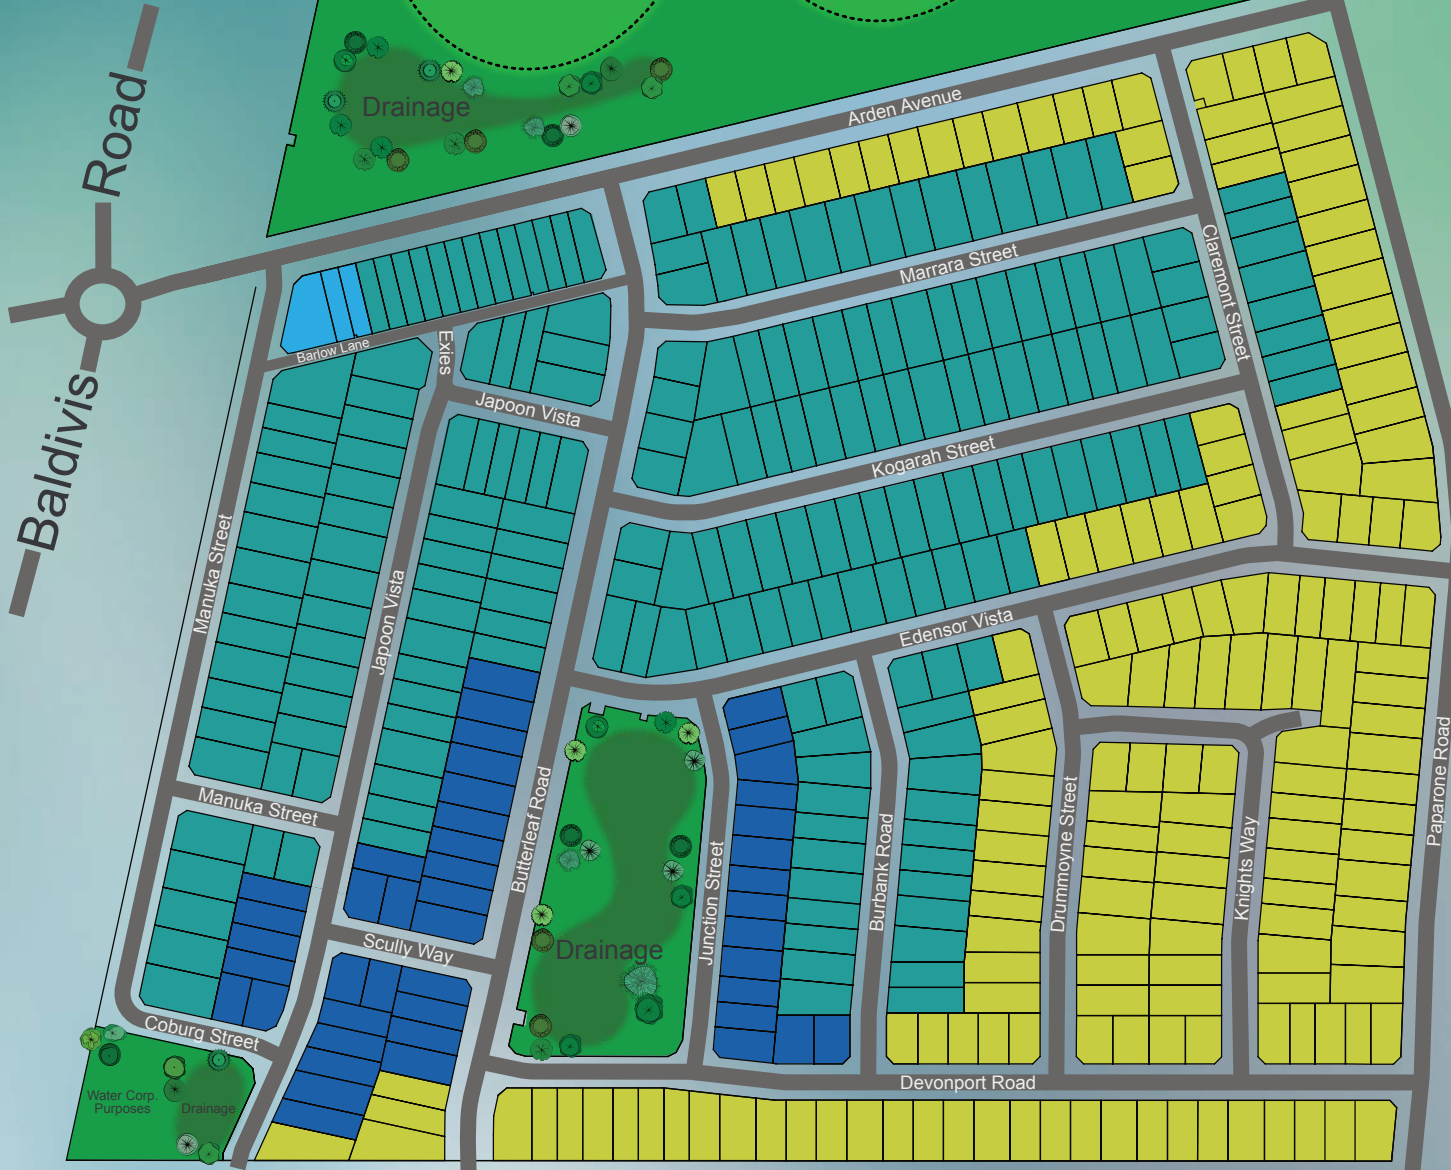 Drainage
Road
Arden Avenue
Baldivis
Barlow Lane
Exies
Japoon Vista
Marrara Street
Claremont Street
Kogarah Street
Manuka Street
Japoon Vista
Edensor Vista
Manuka Street
Butterleaf Road
Junction Street
Burbank Road
Drummoyne Street
Knights Way
Paparone Road
Scully Way
Drainage
Coburg Street
Water Corp.
Purposes
Drainage
Devonport Road